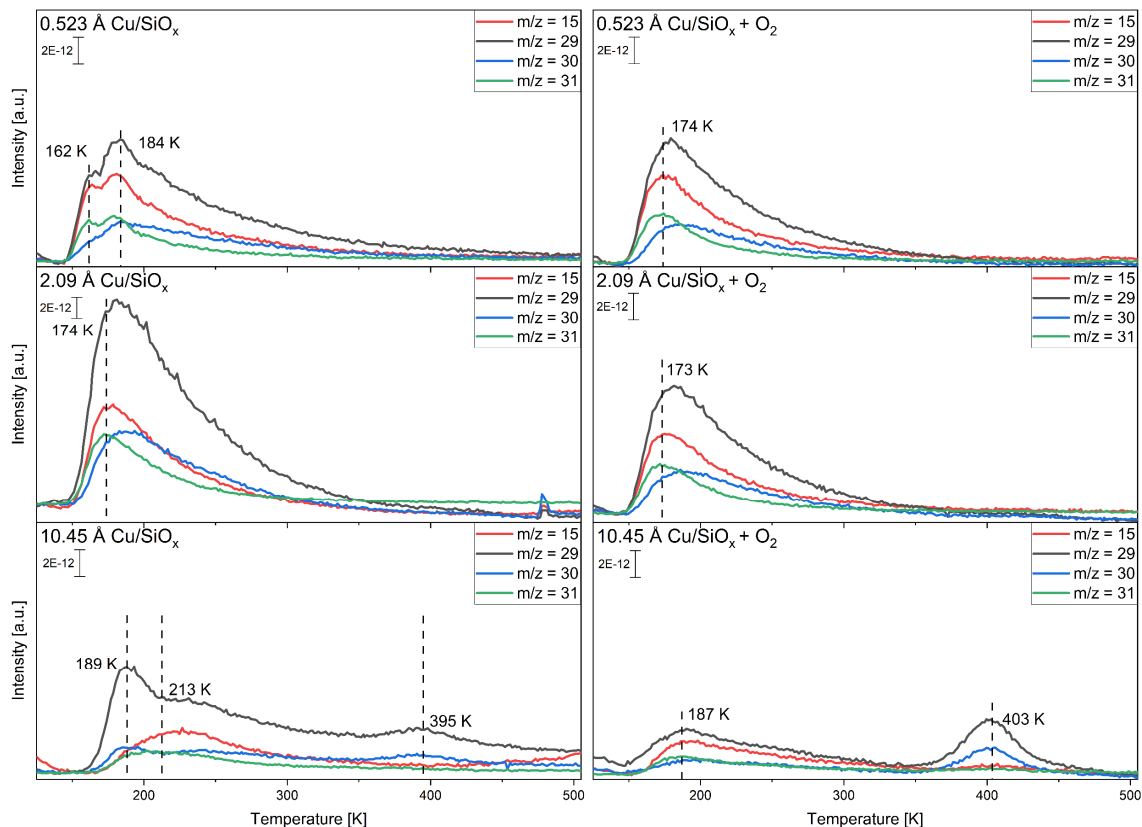 0.523 Å Cu/SiOₓ
2E-12
m/z = 15
m/z = 29
m/z = 30
m/z = 31
162 K
184 K
Intensity [a.u.]
0.523 Å Cu/SiOₓ + O₂
2E-12
m/z = 15
m/z = 29
m/z = 30
m/z = 31
174 K
2.09 Å Cu/SiOₓ
2E-12
m/z = 15
m/z = 29
m/z = 30
m/z = 31
174 K
Intensity [a.u.]
2.09 Å Cu/SiOₓ + O₂
2E-12
m/z = 15
m/z = 29
m/z = 30
m/z = 31
173 K
10.45 Å Cu/SiOₓ
2E-12
m/z = 15
m/z = 29
m/z = 30
m/z = 31
189 K
213 K
395 K
Intensity [a.u.]
200
300
400
500
Temperature [K]
10.45 Å Cu/SiOₓ + O₂
2E-12
m/z = 15
m/z = 29
m/z = 30
m/z = 31
187 K
403 K
200
300
400
500
Temperature [K]